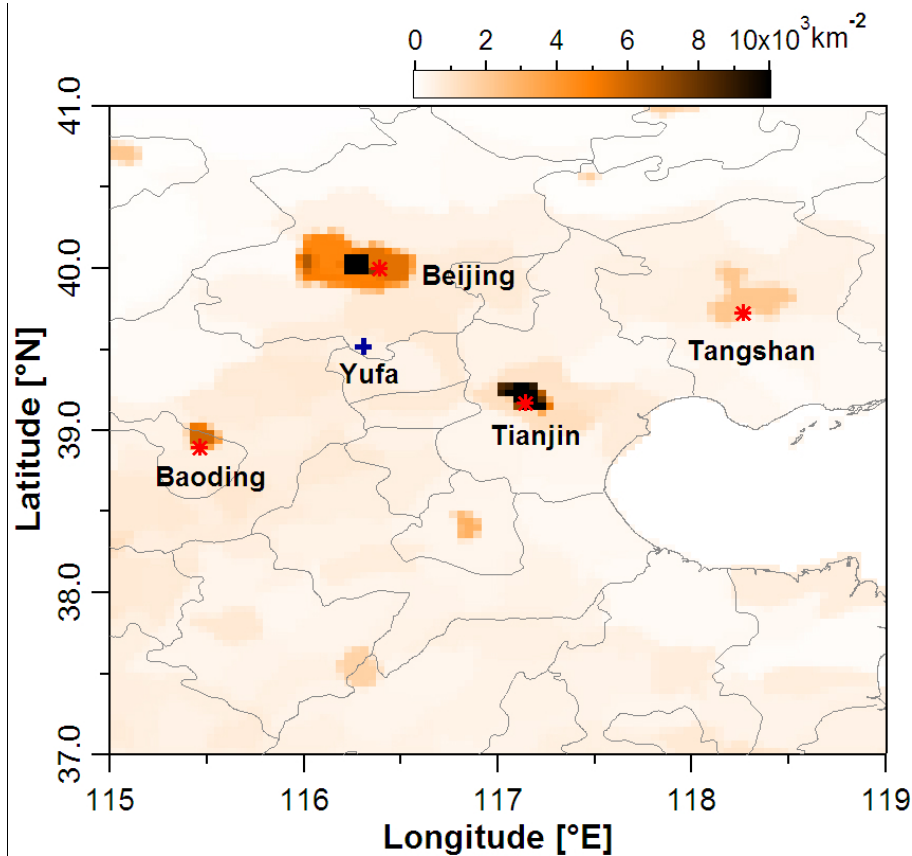 0 2 4 6 8 10x10³km⁻²
41.0
40.0
39.0
38.0
37.0
Latitude [°N]
Beijing
Tangshan
Yufa
Tianjin
Baoding
115 116 117 118 119
Longitude [°E]